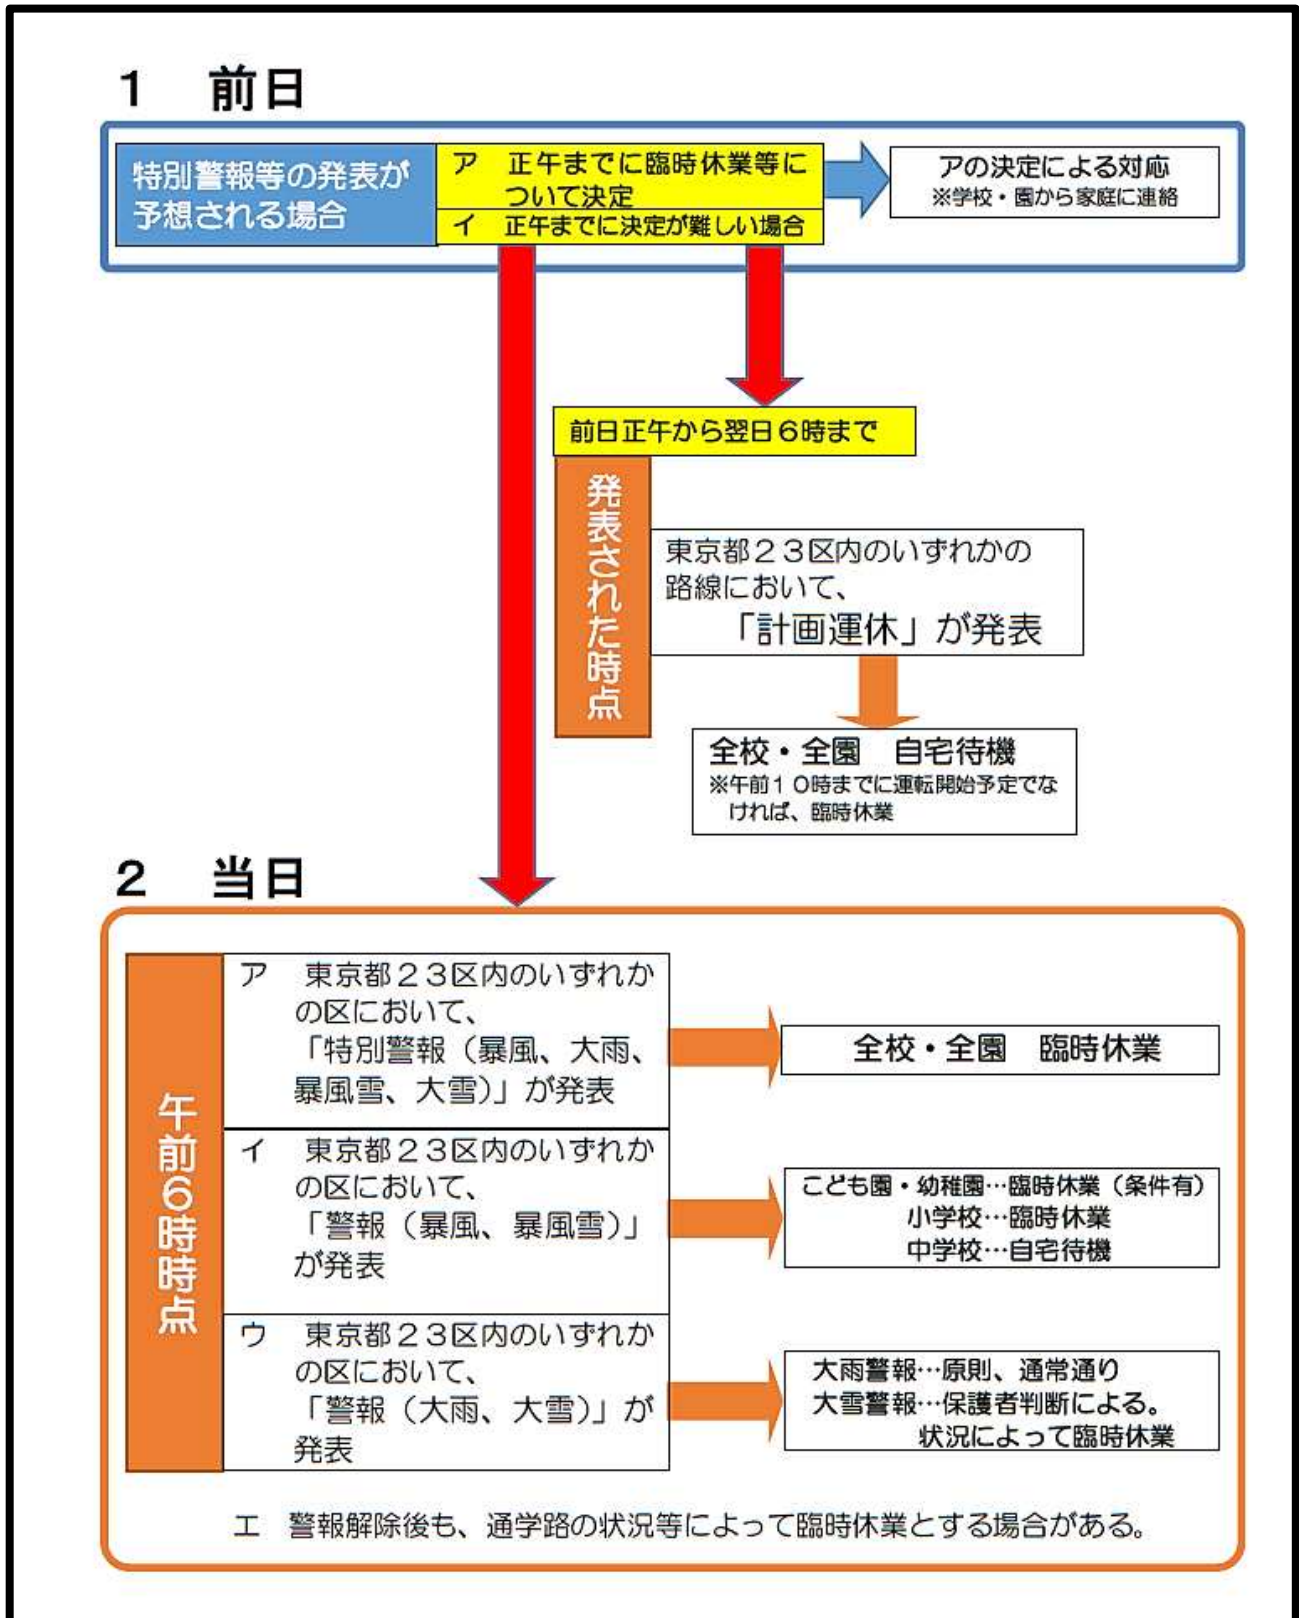 １　前日
特別警報等の発表が
予想される場合
ア　正午までに臨時休業等に
ついて決定
イ　正午までに決定が難しい場合
アの決定による対応
※学校・園から家庭に連絡
前日正午から翌日６時まで
発表された時点
東京都２３区内のいずれかの
路線において、
「計画運休」が発表
全校・全園　自宅待機
※午前１０時までに運転開始予定でな
ければ、臨時休業
２　当日
午前６時時点
ア　東京都２３区内のいずれか
の区において、
「特別警報（暴風、大雨、
暴風雪、大雪）」が発表
全校・全園　臨時休業
イ　東京都２３区内のいずれか
の区において、
「警報（暴風、暴風雪）」
が発表
こども園・幼稚園…臨時休業（条件有）
小学校…臨時休業
中学校…自宅待機
ウ　東京都２３区内のいずれか
の区において、
「警報（大雨、大雪）」が
発表
大雨警報…原則、通常通り
大雪警報…保護者判断による。
状況によって臨時休業
エ　警報解除後も、通学路の状況等によって臨時休業とする場合がある。